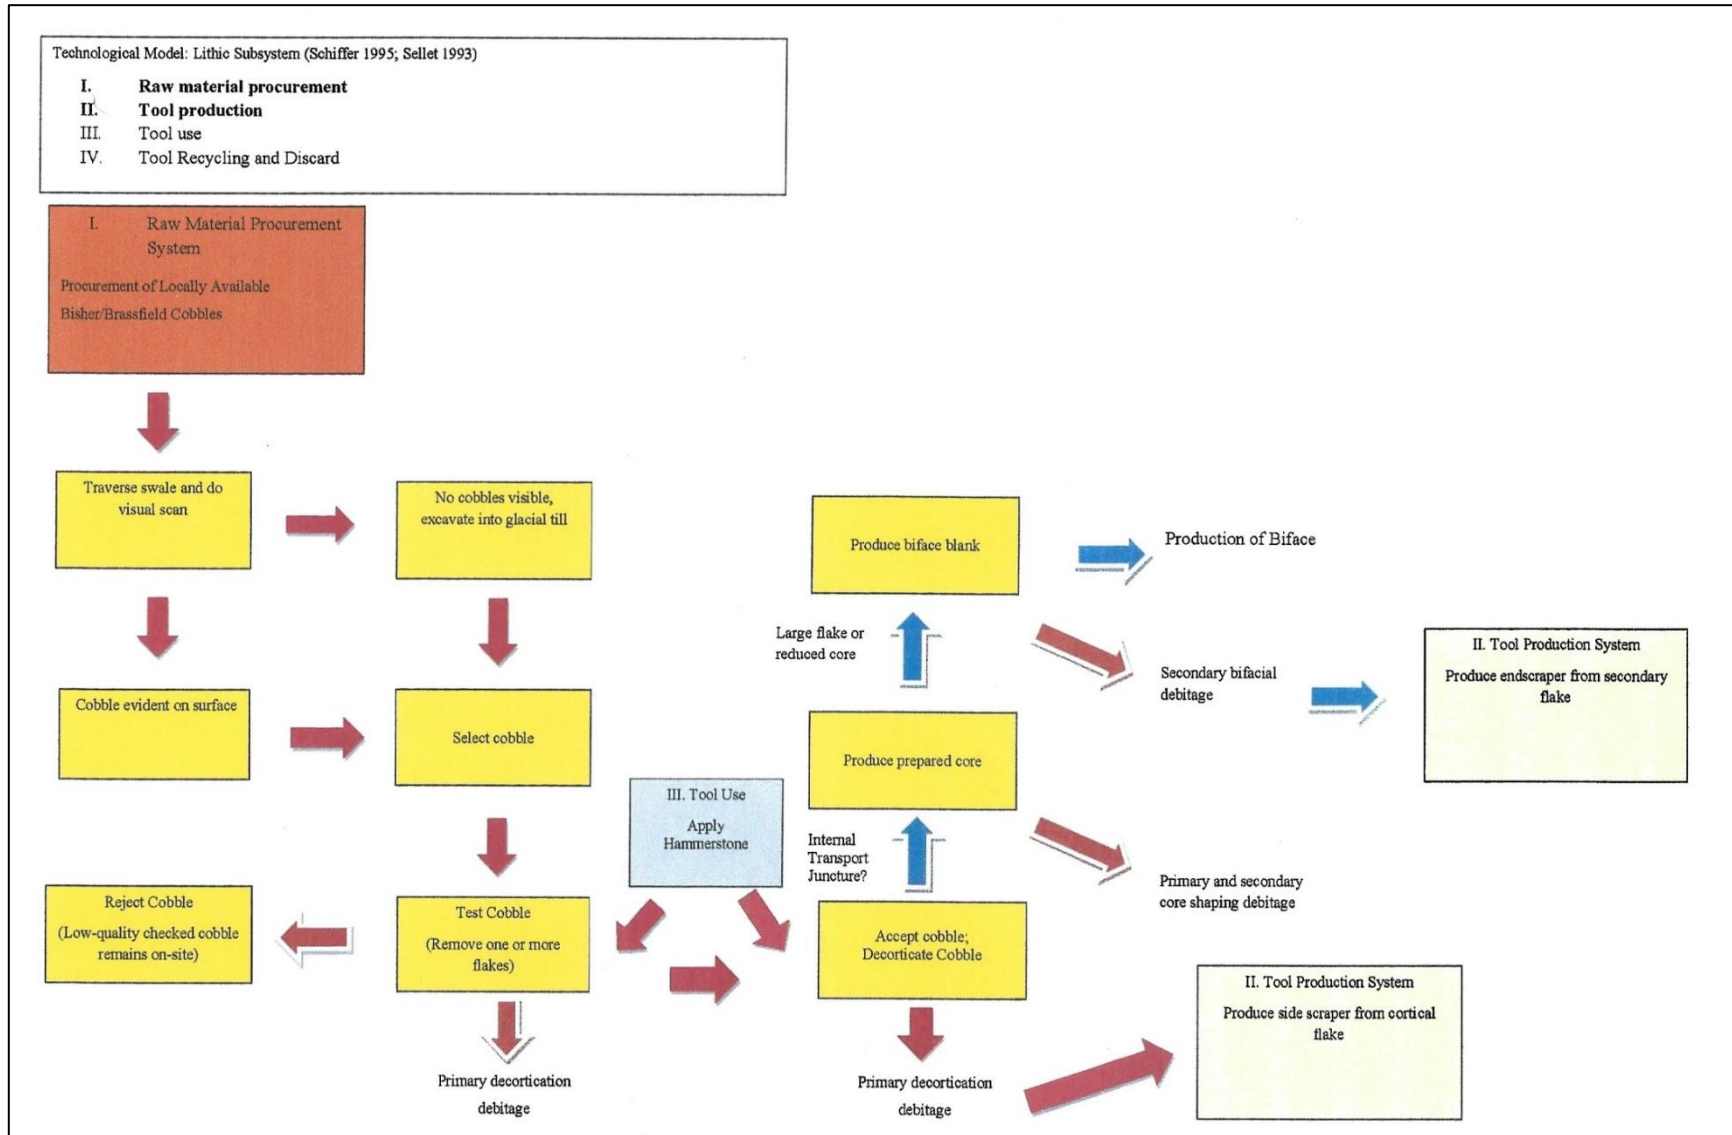 Technological Model: Lithic Subsystem (Schiffer 1995; Sellet 1993)
I. Raw material procurement
II. Tool production
III. Tool use
IV. Tool Recycling and Discard
I. Raw Material Procurement
System
Procurement of Locally Available
Bisher/Brassfield Cobbles
Traverse swale and do
visual scan
No cobbles visible,
excavate into glacial till
Cobble evident on surface
Select cobble
Reject Cobble
(Low-quality checked cobble
remains on-site)
Test Cobble
(Remove one or more
flakes)
Primary decortication
debitage
III. Tool Use
Apply
Hammerstone
Accept cobble;
Decorticate Cobble
Primary decortication
debitage
II. Tool Production System
Produce side scraper from cortical
flake
Internal
Transport
Juncture?
Produce prepared core
Primary and secondary
core shaping debitage
Large flake or
reduced core
Produce biface blank
Production of Biface
Secondary bifacial
debitage
II. Tool Production System
Produce endscraper from secondary
flake